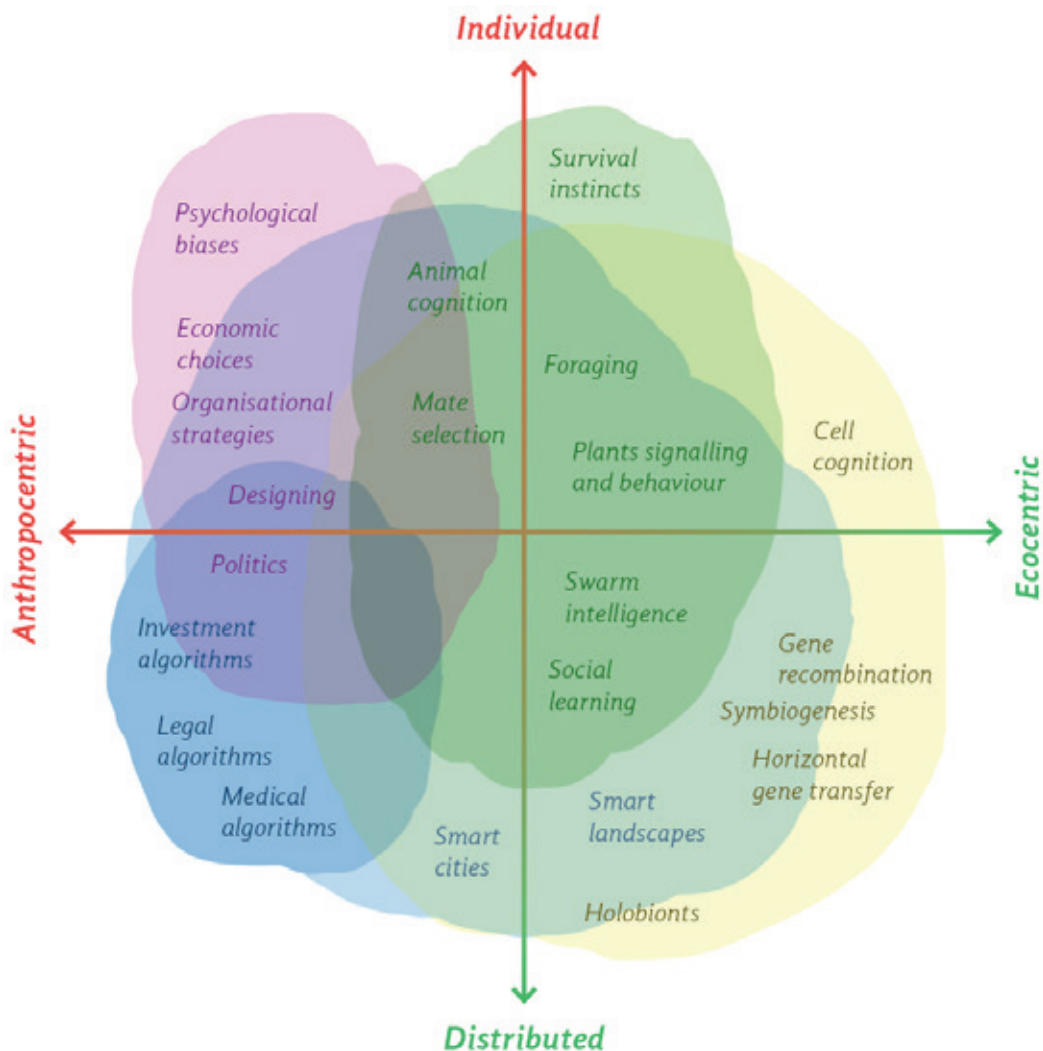 Individual
Survival
instincts
Psychological
biases
Animal
cognition
Economic
choices
Foraging
Organisational
strategies
Mate
selection
Cell
cognition
Plants signalling
and behaviour
Designing
Anthropocentric
Ecocentric
Politics
Swarm
intelligence
Investment
algorithms
Gene
recombination
Social
learning
Symbiogenesis
Legal
algorithms
Horizontal
gene transfer
Medical
algorithms
Smart
landscapes
Smart
cities
Holobionts
Distributed